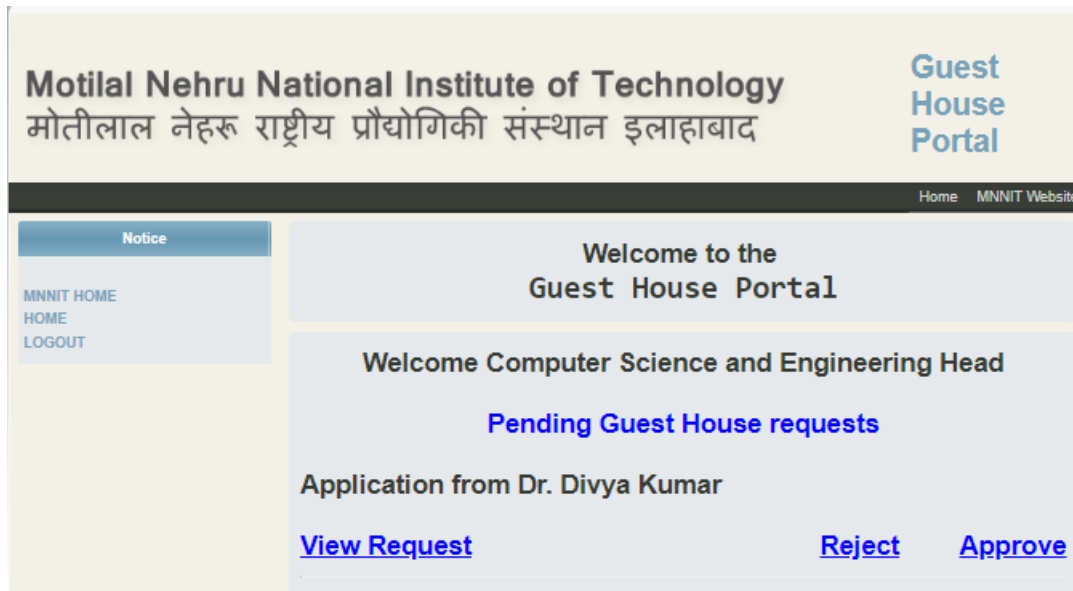 Motilal Nehru National Institute of Technology
मोतीलाल नेहरू राष्ट्रीय प्रौद्योगिकी संस्थान इलाहाबाद
Guest
House
Portal
Home MNNIT Website
Notice
MNNIT HOME
HOME
LOGOUT
Welcome to the
Guest House Portal
Welcome Computer Science and Engineering Head
Pending Guest House requests
Application from Dr. Divya Kumar
View Request Reject Approve